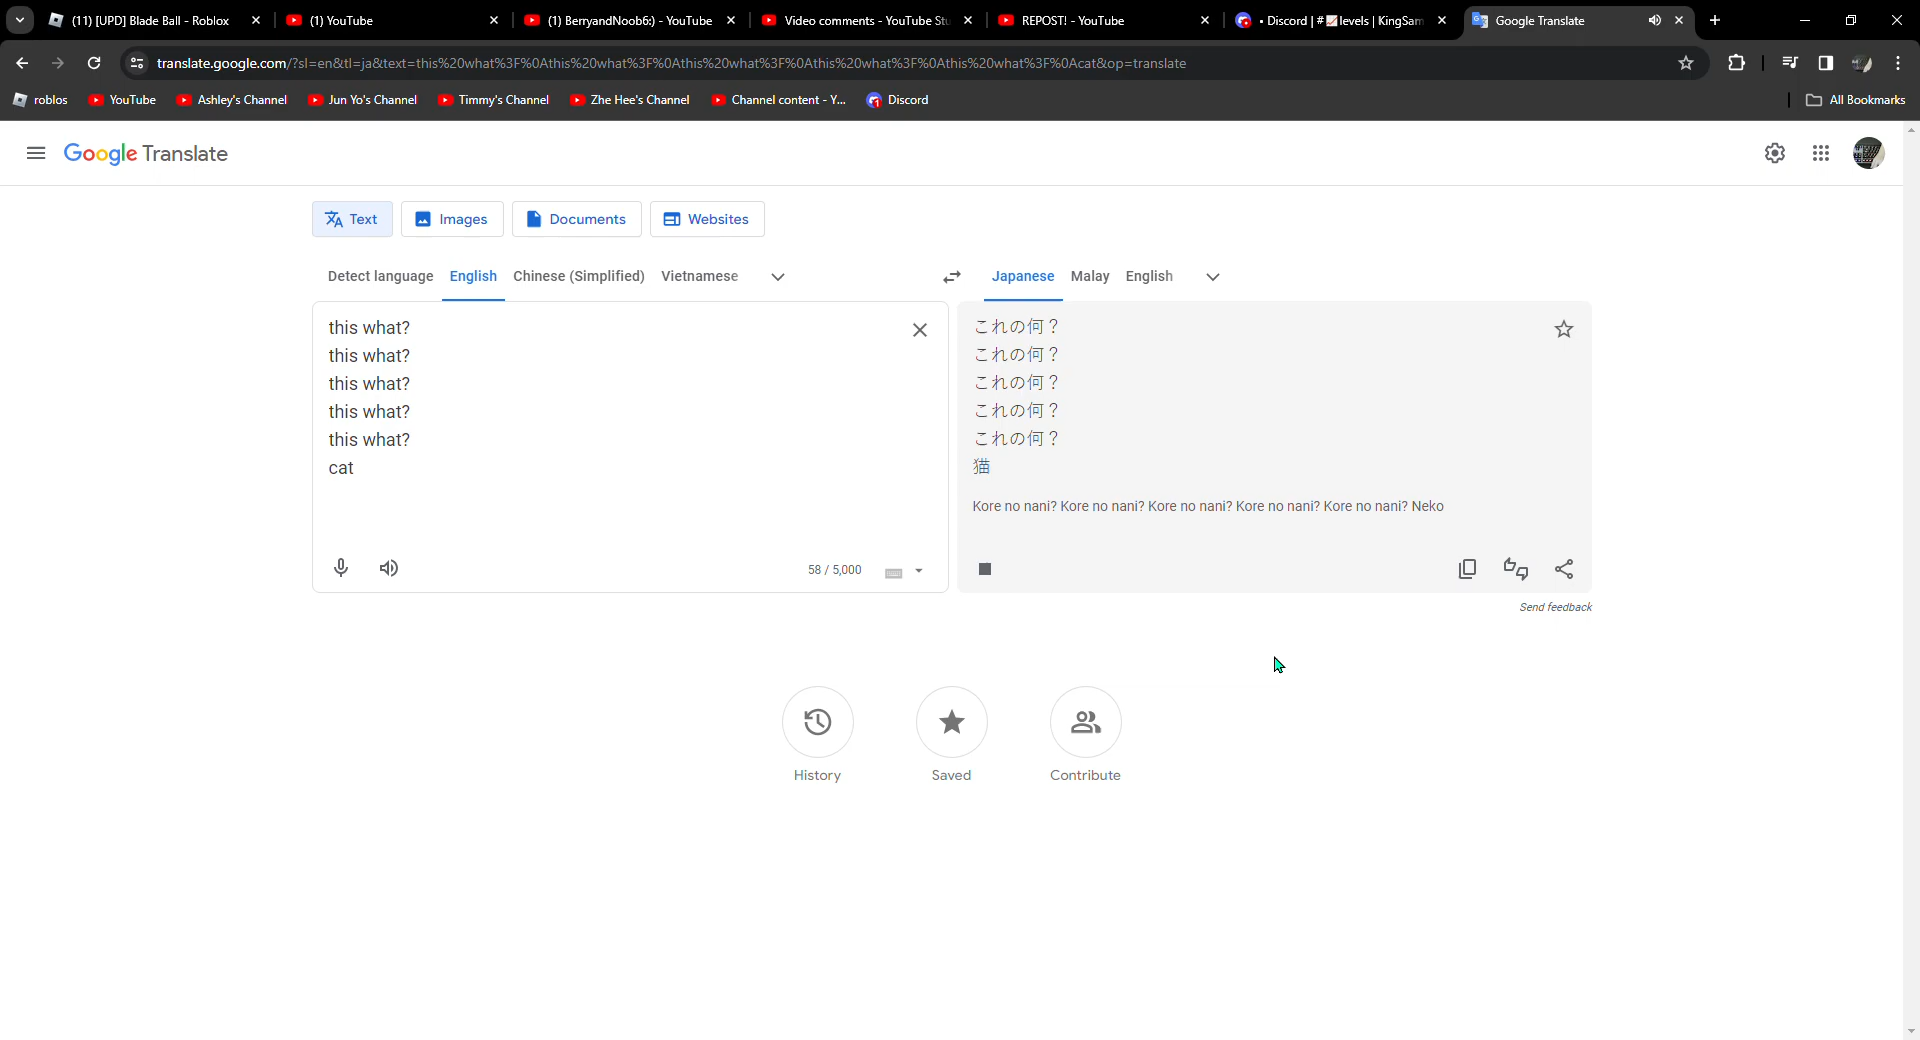 (11) [UPD] Blade Ball - Roblox
(1) YouTube
(1) BerryandNoob6:) - YouTube
Video comments - YouTube Stu
REPOST! - YouTube
• Discord | #📈levels | KingSam
Google Translate
translate.google.com/?sl=en&tl=ja&text=this%20what%3F%0Athis%20what%3F%0Athis%20what%3F%0Athis%20what%3F%0Athis%20what%3F%0Acat&op=translate
roblos
YouTube
Ashley's Channel
Jun Yo's Channel
Timmy's Channel
Zhe Hee's Channel
Channel content - Y...
Discord
All Bookmarks
Google Translate
Text
Images
Documents
Websites
Detect language
English
Chinese (Simplified)
Vietnamese
Japanese
Malay
English
this what?
this what?
this what?
this what?
this what?
cat
58 / 5,000
これの何？
これの何？
これの何？
これの何？
これの何？
猫
Kore no nani? Kore no nani? Kore no nani? Kore no nani? Kore no nani? Neko
Send feedback
History
Saved
Contribute